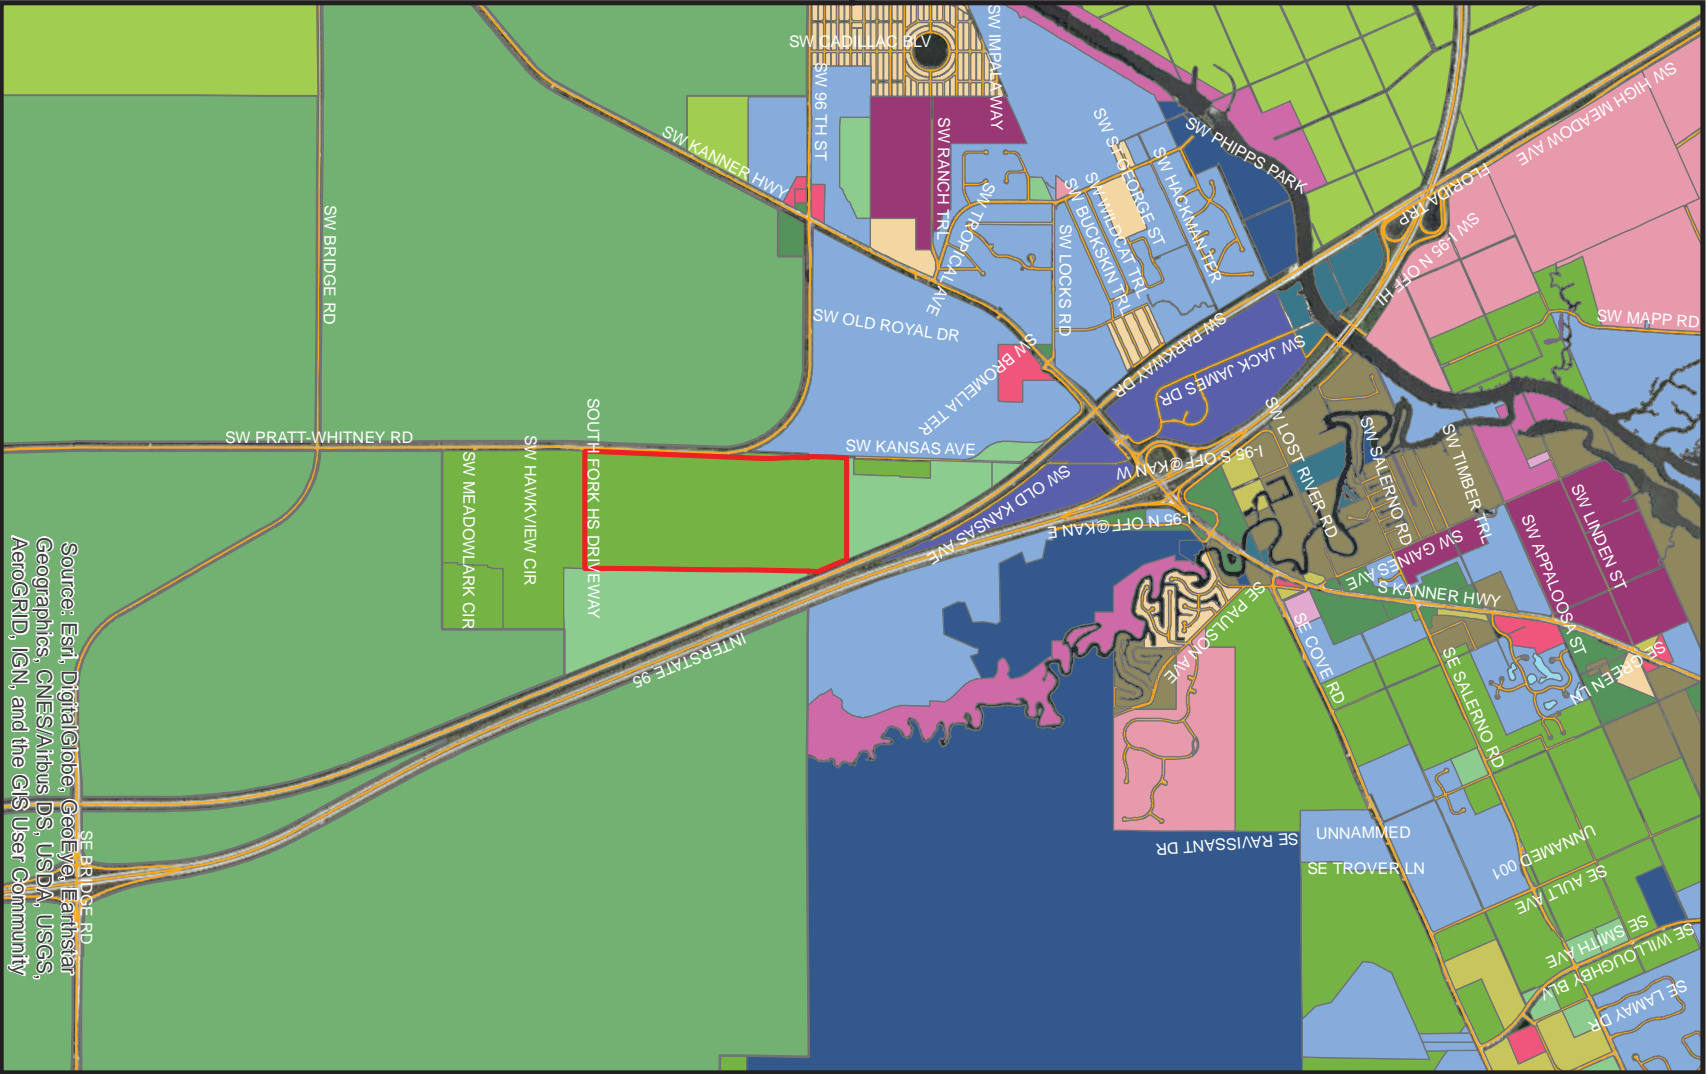 SW CADILLAC BLV
SW IMPALA WAY
SW 96TH ST
SW HIGH MEADOW AVE
SW KANNER HWY
SW RANCH TRL
SW ST GEORGE ST
SW PHIPPS PARK
SW HACKMAN TER
SW WILDCAT TRL
SW BUCKSKIN TRL
SW TROPICAL AVE
SW LOCKS RD
FLORIDA TRP
SW I-95 N OFF HI
SW BRIDGE RD
SW OLD ROYAL DR
SW MAPP RD
SW PARKWAY DR
SW JACK JAMES DR
SW BROMELIA TER
SW PRATT-WHITNEY RD
SW KANSAS AVE
SW MEADOWLARK CIR
SW HAWKVIEW CIR
SOUTH FORK HS DRIVEWAY
SW OLD KANSAS AVE
I-95 S OFF@KAN W
I-95 N OFF @KAN E
SW LOST RIVER RD
SW SALERNO RD
SW TIMBER TRL
SW GAINES AVE
SW APPALOOSA ST
SW LINDEN ST
S KANNER HWY
INTERSTATE 95
SE PAULSON AVE
SE COVE RD
SE SALERNO RD
SE GREEN LN
SE RAVISSANT DR
UNNAMMED
SE TROVER LN
UNNAMED 001
SE AULT AVE
SE SMITH AVE
SE WILLOUGHBY BLV
SE LAMAY DR
SE BRIDGE RD
Source: Esri, DigitalGlobe, GeoEye, Earthstar
Geographics, CNES/Airbus DS, USDA, USGS,
AeroGRID, IGN, and the GIS User Community